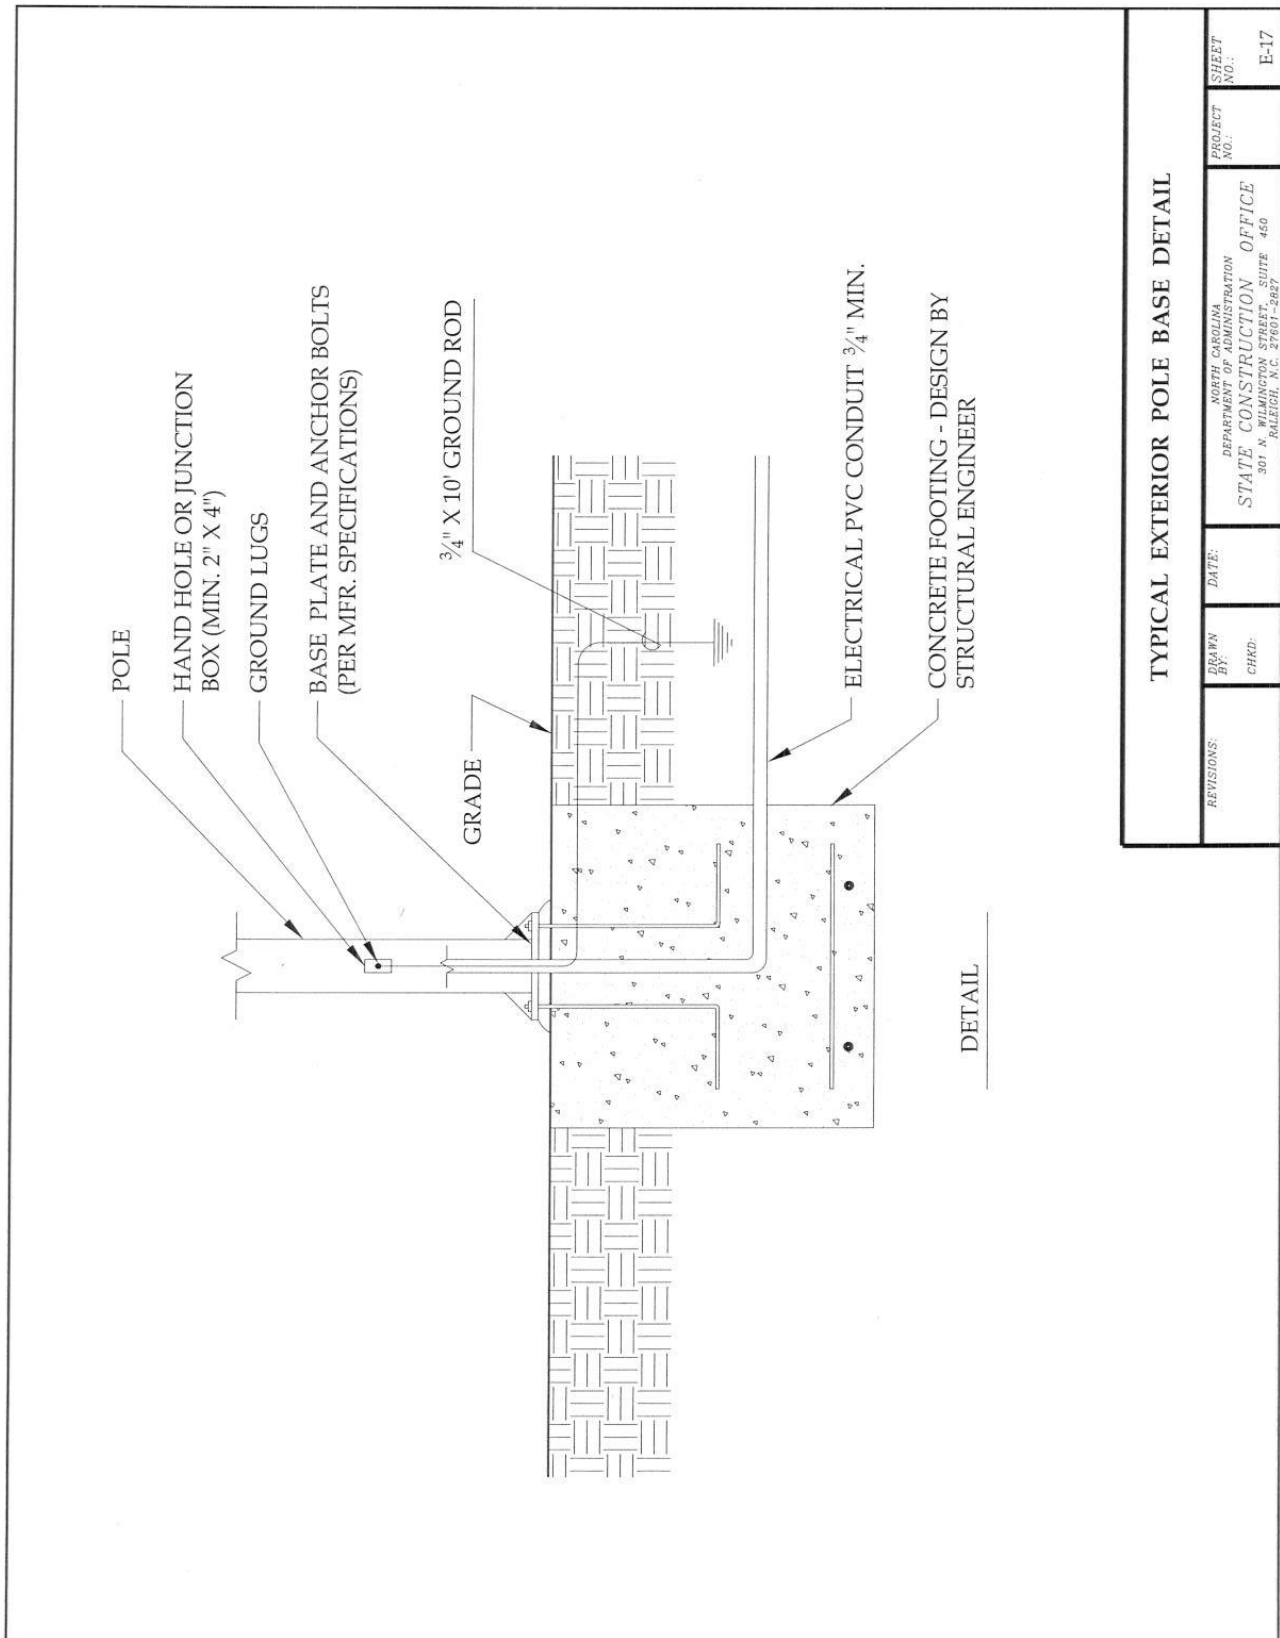 POLE
HAND HOLE OR JUNCTION
BOX (MIN. 2" X 4")
GROUND LUGS
BASE PLATE AND ANCHOR BOLTS
(PER MFR. SPECIFICATIONS)
GRADE
3/4" X 10' GROUND ROD
ELECTRICAL PVC CONDUIT 3/4" MIN.
CONCRETE FOOTING - DESIGN BY
STRUCTURAL ENGINEER
DETAIL
TYPICAL EXTERIOR POLE BASE DETAIL
REVISIONS:
DRAWN
BY:
CHKD:
DATE:
NORTH CAROLINA
DEPARTMENT OF ADMINISTRATION
STATE CONSTRUCTION OFFICE
301 N. WILMINGTON STREET, SUITE 450
RALEIGH, N.C. 27601-2827
PROJECT
NO.:
SHEET
NO.:
E-17